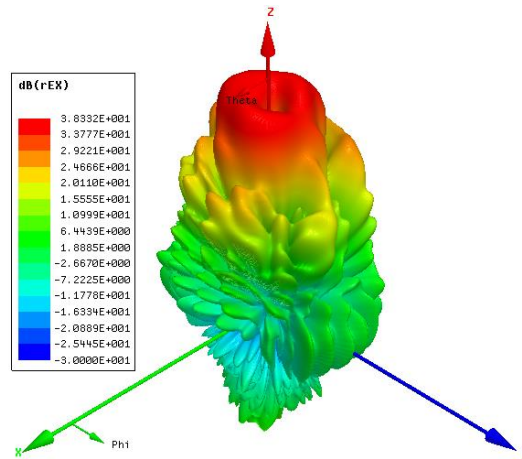 Z
dB(rEX)
Theta
3.8332E+001
3.3777E+001
2.9221E+001
2.4666E+001
2.0110E+001
1.5555E+001
1.0999E+001
6.4439E+000
1.8885E+000
-2.6670E+000
-7.2225E+000
-1.1778E+001
-1.6334E+001
-2.0889E+001
-2.5445E+001
-3.0000E+001
X
Phi